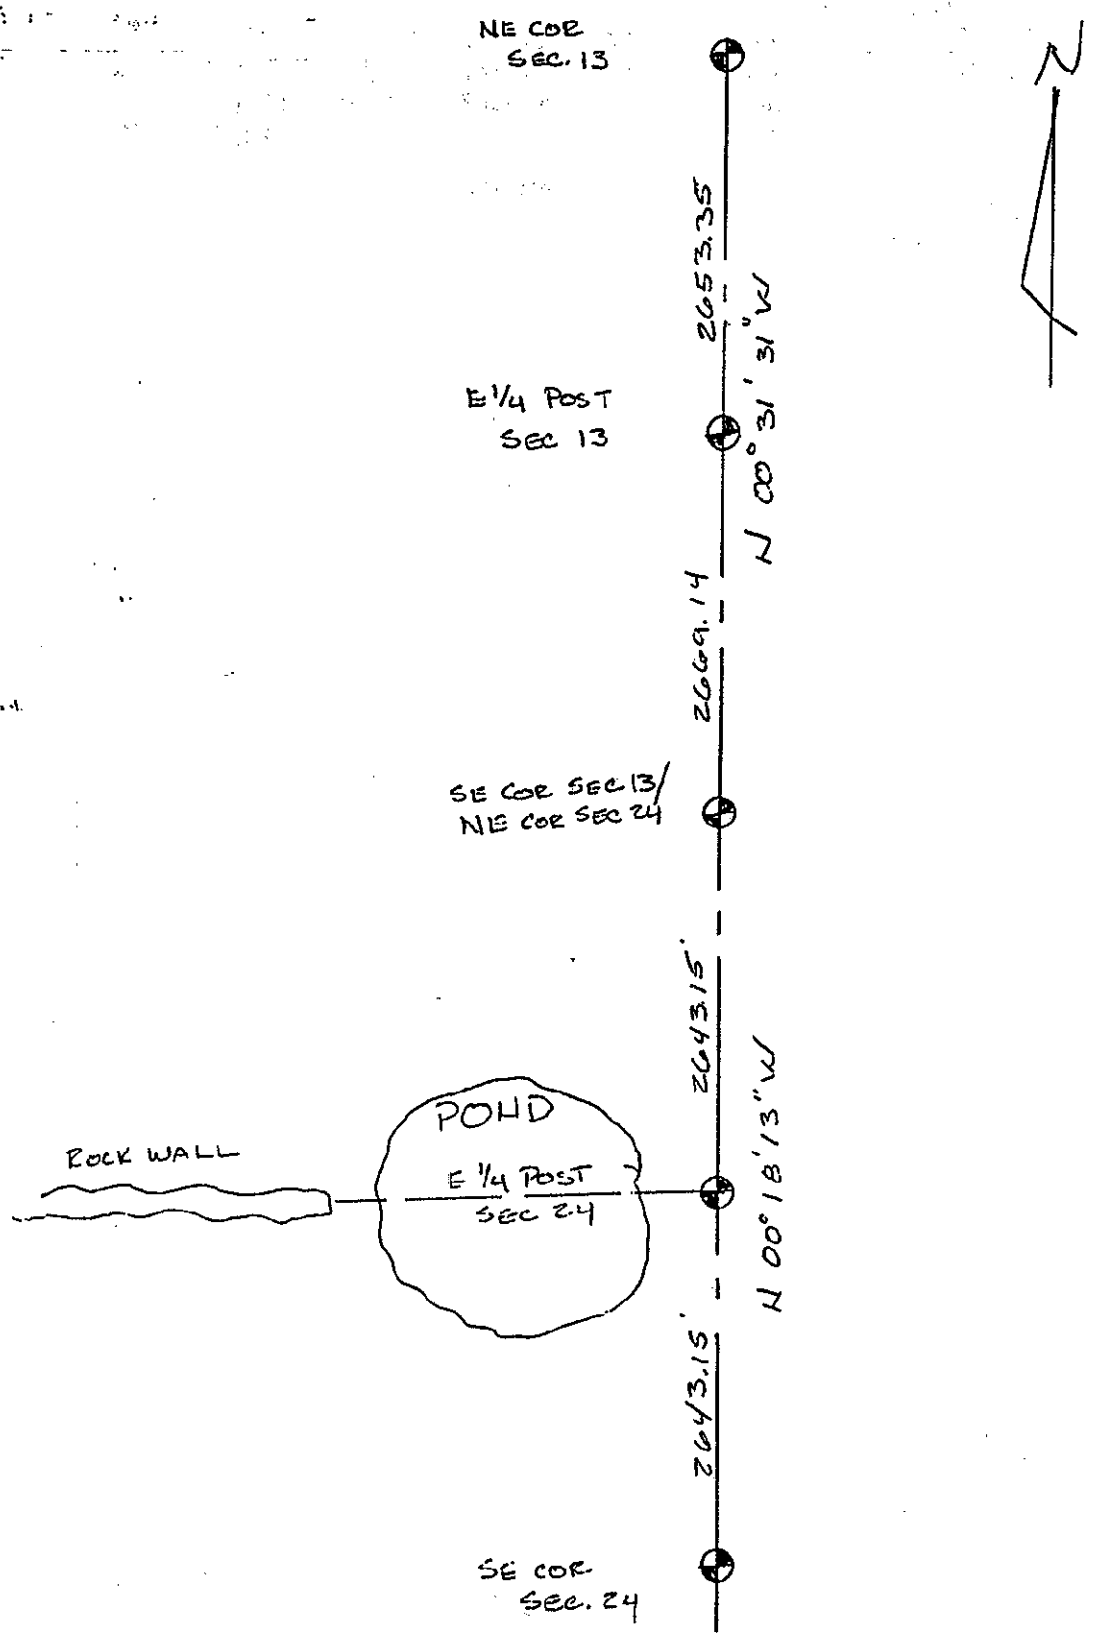 NE COR
SEC. 13
N
2653.35
N 00° 31' 31" W
E 1/4 POST
SEC 13
2669.14
SE COR SEC 13/
NE COR SEC 24
2643.15'
POND
ROCK WALL
E 1/4 POST
SEC 24
N 00° 18' 13" W
2643.15'
SE COR
SEC. 24